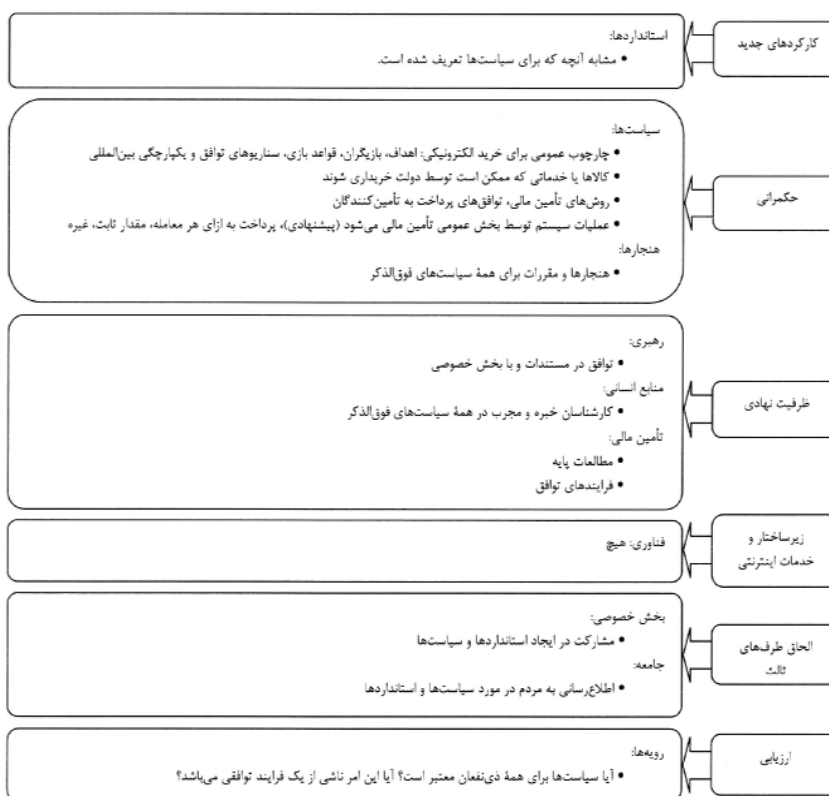 کارکردهای جدید
استانداردها:
• مشابه آنچه که برای سیاست‌ها تعریف شده است.
حکمرانی
سیاست‌ها:
• چارچوب عمومی برای خرید الکترونیکی: اهداف، بازیگران، قواعد بازی، سناریوهای توافق و یکپارچگی بین‌المللی
• کالاها یا خدماتی که ممکن است توسط دولت خریداری شوند
• روش‌های تأمین مالی، توافق‌های پرداخت به تأمین‌کنندگان
• عملیات سیستم توسط بخش عمومی تأمین مالی می‌شود (پیشنهادی)، پرداخت به ازای هر معامله، مقدار ثابت، غیره
هنجارها:
• هنجارها و مقررات برای همهٔ سیاست‌های فوق‌الذکر
ظرفیت نهادی
رهبری:
• توافق در مستندات و با بخش خصوصی
منابع انسانی:
• کارشناسان خبره و مجرب در همهٔ سیاست‌های فوق‌الذکر
تأمین مالی:
• مطالعات پایه
• فرایندهای توافق
زیرساختار و
خدمات اینترنتی
فناوری: هیچ
الحاق طرف‌های
ثالث
بخش خصوصی:
• مشارکت در ایجاد استانداردها و سیاست‌ها
جامعه:
• اطلاع‌رسانی به مردم در مورد سیاست‌ها و استانداردها
ارزیابی
رویه‌ها:
• آیا سیاست‌ها برای همهٔ ذی‌نفعان معتبر است؟ آیا این امر ناشی از یک فرایند توافقی می‌باشد؟